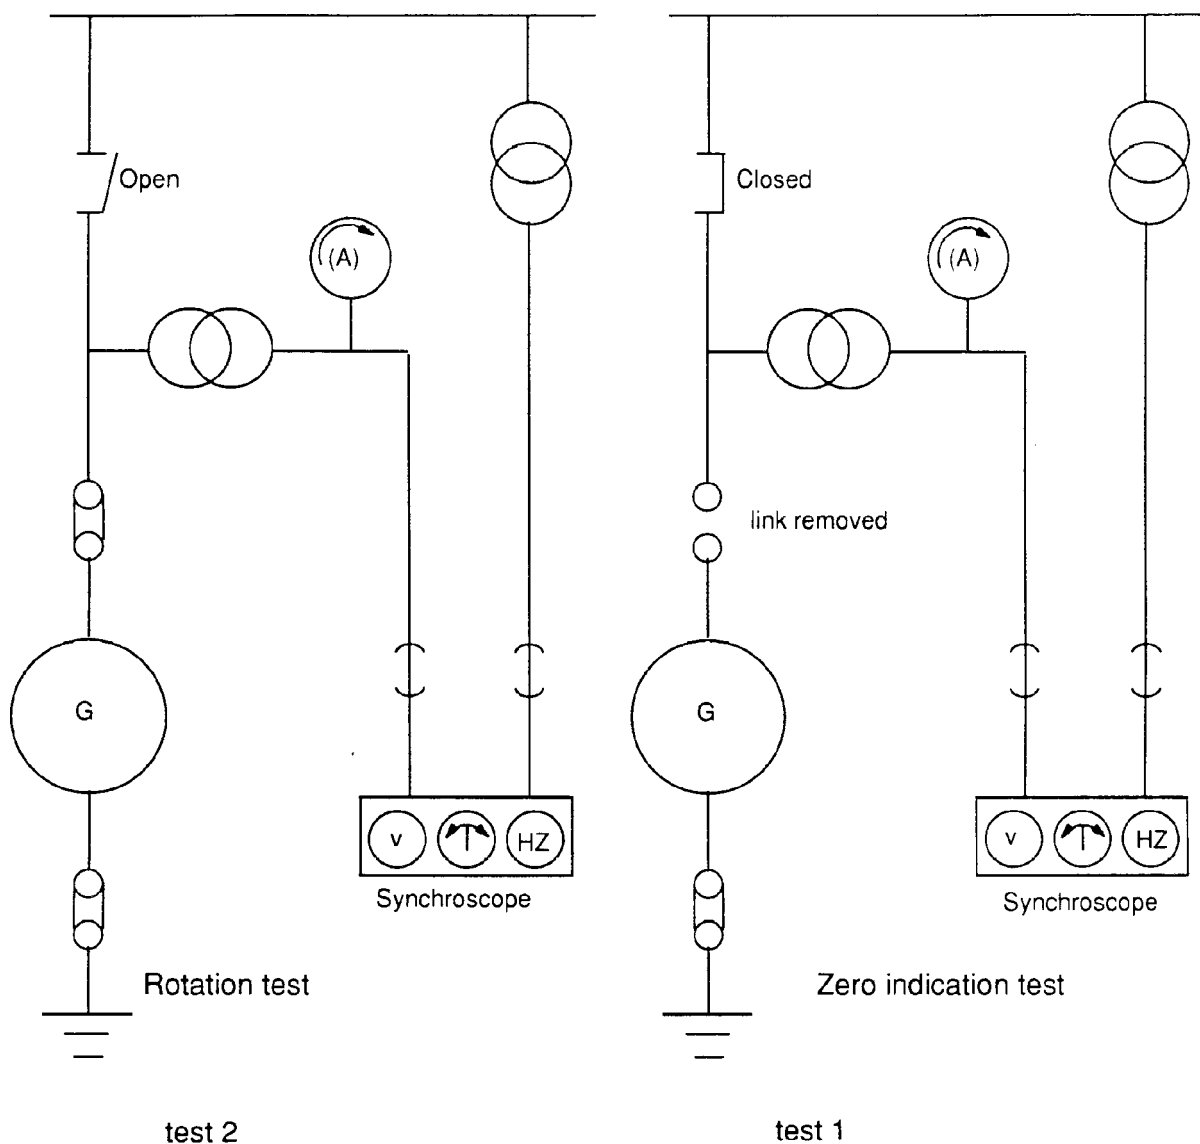 Open
(A)
G
v
HZ
Synchroscope
Rotation test
test 2
Closed
(A)
link removed
G
v
HZ
Synchroscope
Zero indication test
test 1